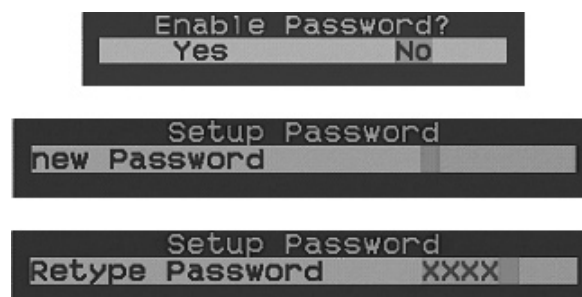 Enable Password?
Yes No
Setup Password
new Password
Setup Password
Retype Password XXXX